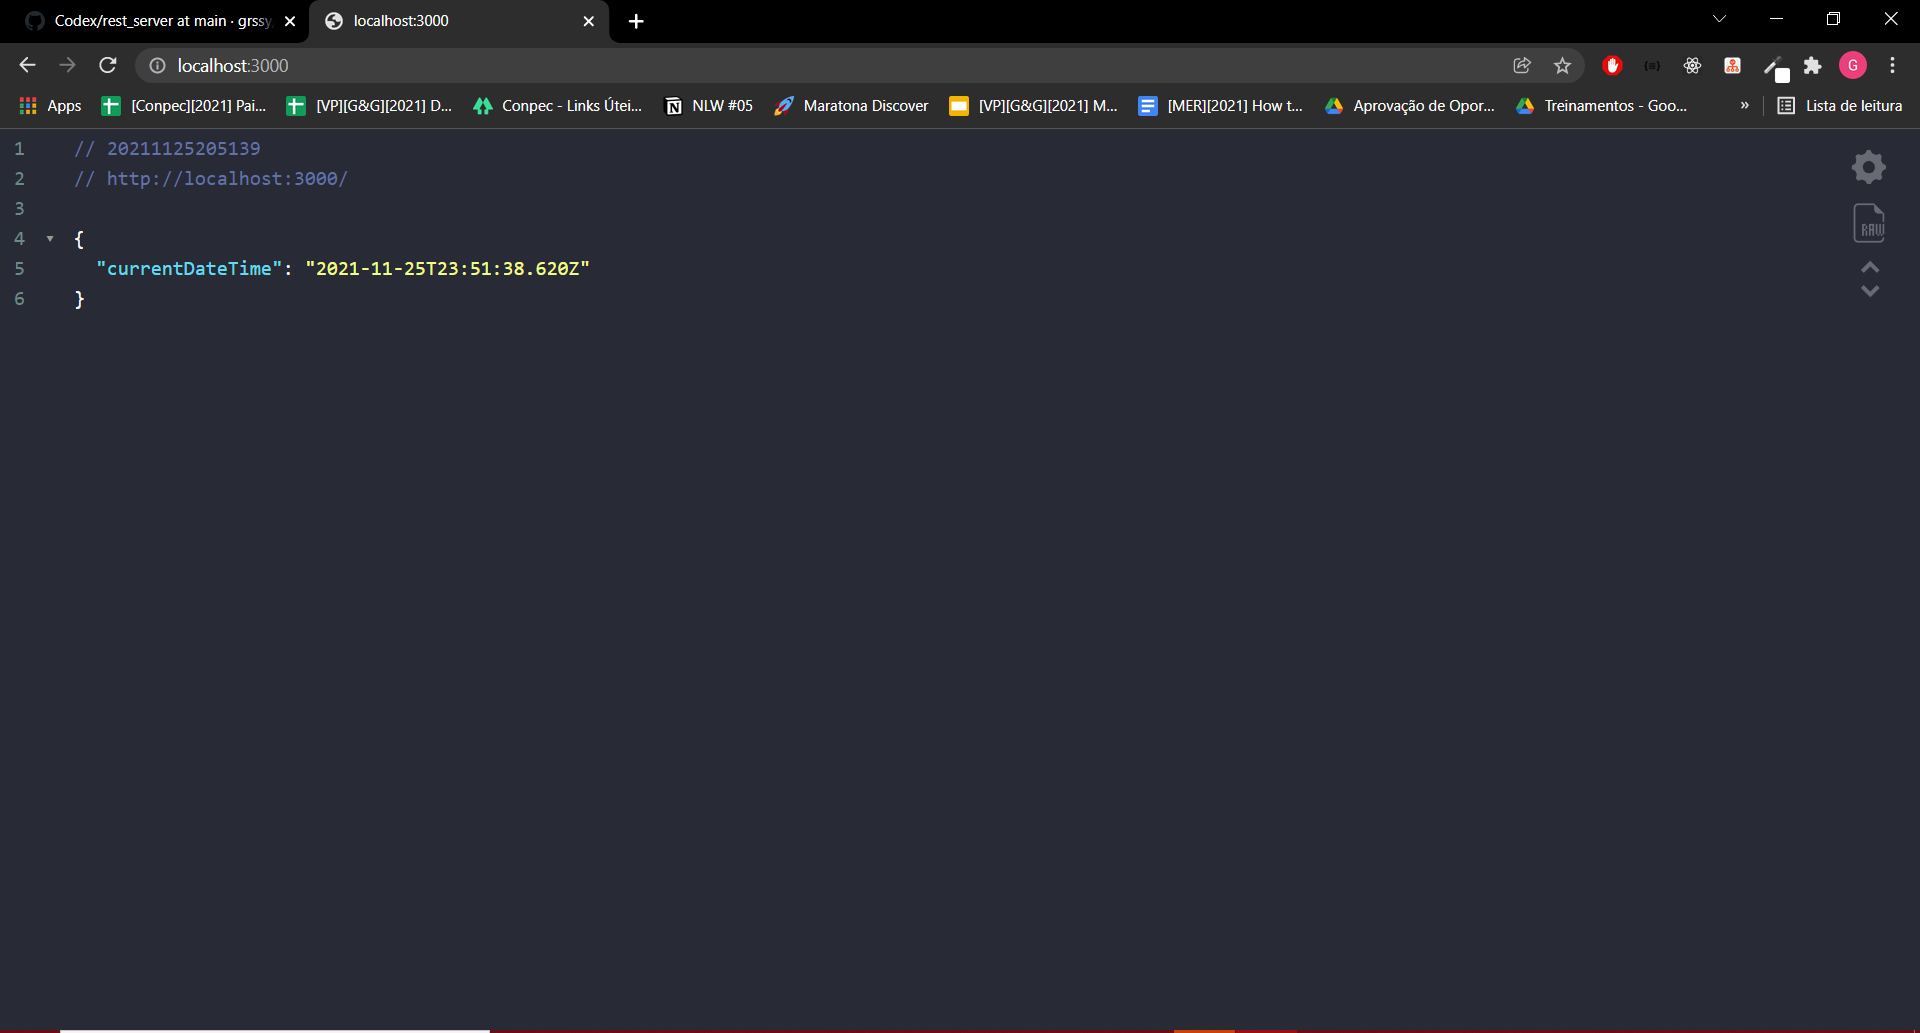 Codex/rest_server at main · grssy
localhost:3000
localhost:3000
G
Apps
[Conpec][2021] Pai...
[VP][G&G][2021] D...
Conpec - Links Útei...
NLW #05
Maratona Discover
[VP][G&G][2021] M...
[MER][2021] How t...
Aprovação de Opor...
Treinamentos - Goo...
»
Lista de leitura
1 // 20211125205139
2 // http://localhost:3000/
3
4 {
5 "currentDateTime": "2021-11-25T23:51:38.620Z"
6 }
RAW